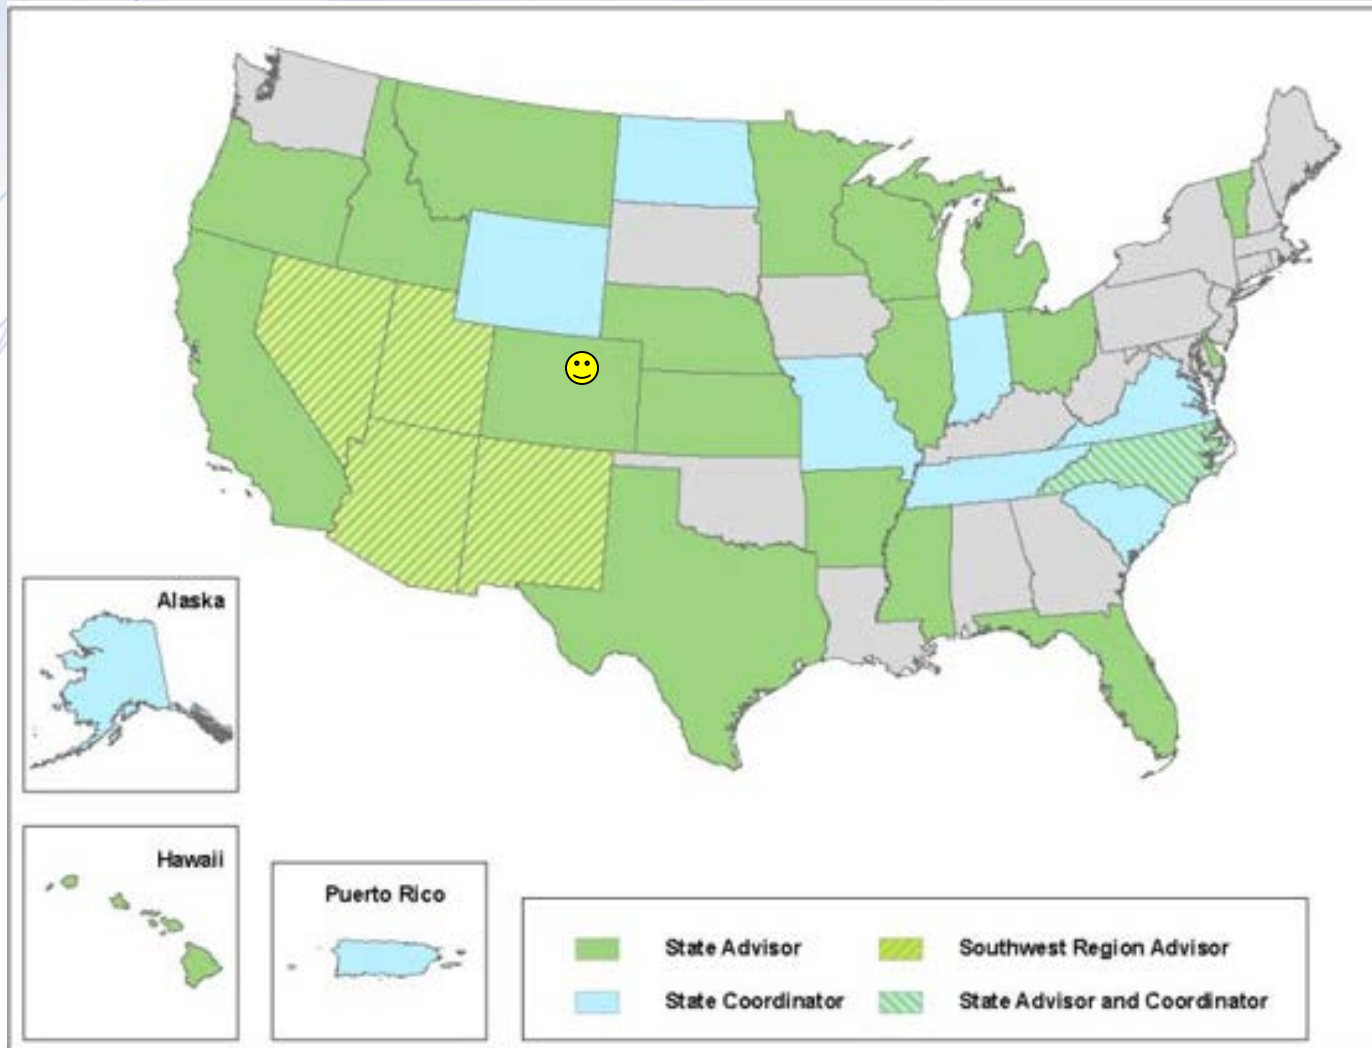 Alaska
Hawaii
Puerto Rico
State Advisor
Southwest Region Advisor
State Coordinator
State Advisor and Coordinator